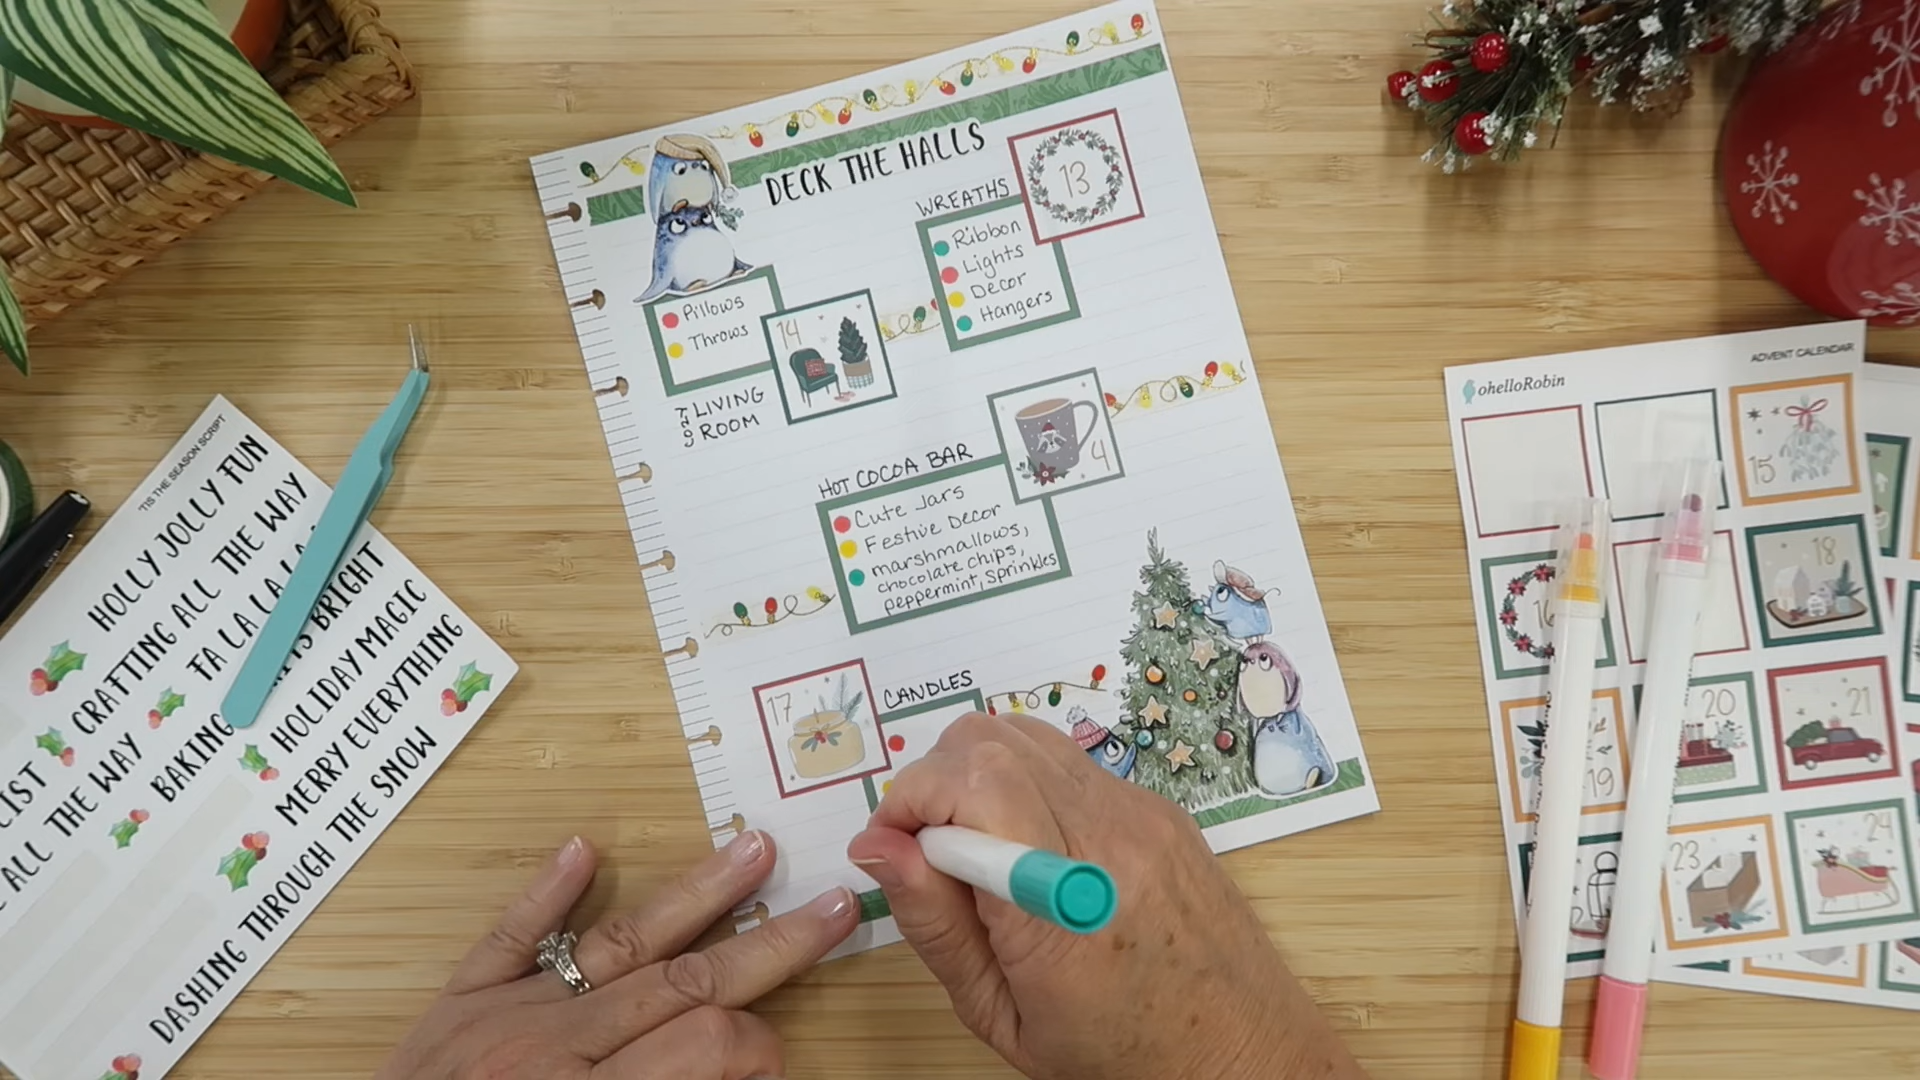 DECK THE HALLS
13
WREATHS
Ribbon
Lights
Decor
Hangers
Pillows
Throws
14
LIVING
ROOM
HOT COCOA BAR
4
Cute Jars
Festive Decor
marshmallows,
chocolate chips,
peppermint, sprinkles
17
CANDLES
'TIS THE SEASON SCRIPT
HOLLY JOLLY FUN
CRAFTING ALL THE WAY
FA LA LA LA
BRIGHT
LIST
ALL THE WAY
BAKING
HOLIDAY MAGIC
MERRY EVERYTHING
DASHING THROUGH THE SNOW
ohelloRobin
ADVENT CALENDAR
15
16
18
19
20
21
23
24